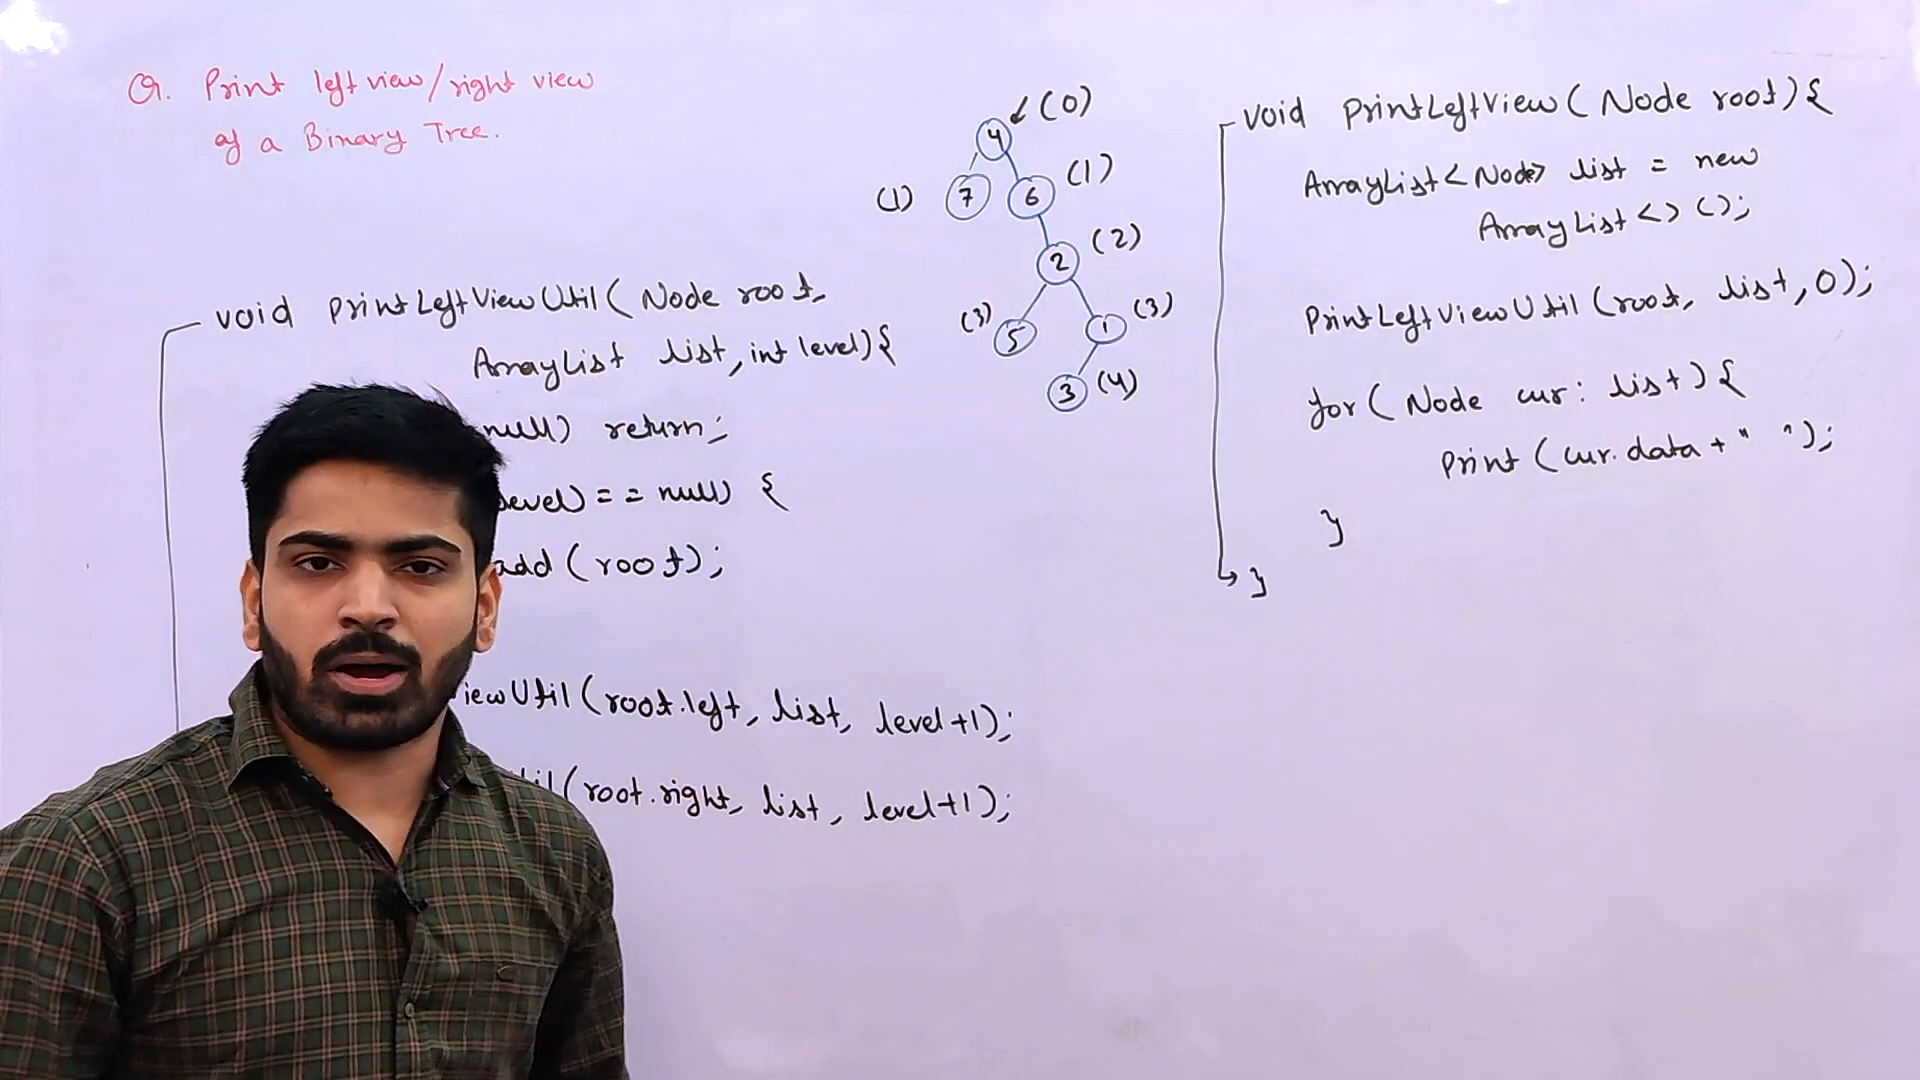 Q. Print left view/right view
of a Binary Tree.
void PrintLeftViewUtil(Node root,
ArrayList list, int level){
null) return;
level) == null) {
add(root);
iewUtil(root.left, list, level+1);
til(root.right, list, level+1);
(0)
4
(1) 7 6 (1)
2 (2)
(3) 5 1 (3)
3 (4)
void PrintLeftView(Node root){
ArrayList<Node> list = new
ArrayList<>();
PrintLeftViewUtil(root, list, 0);
for(Node cur: list){
Print(cur.data + " ");
}
}